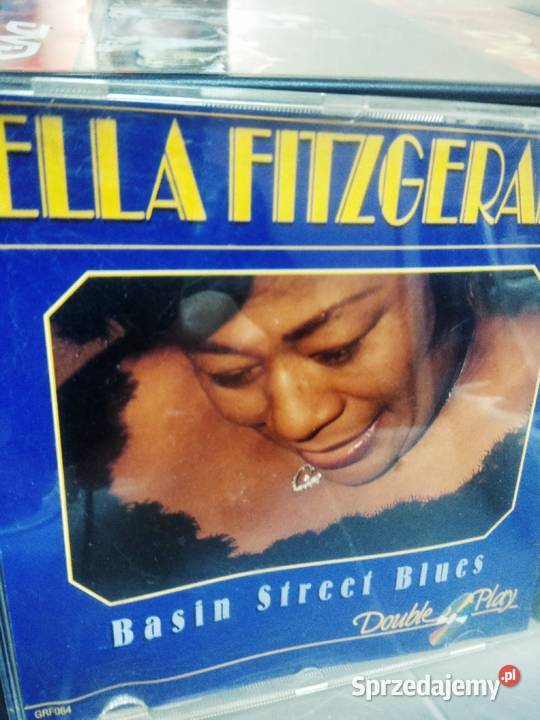 ELLA FITZGERA
Basin Street Blues
Double Play
GRF064
Sprzedajemy.pl